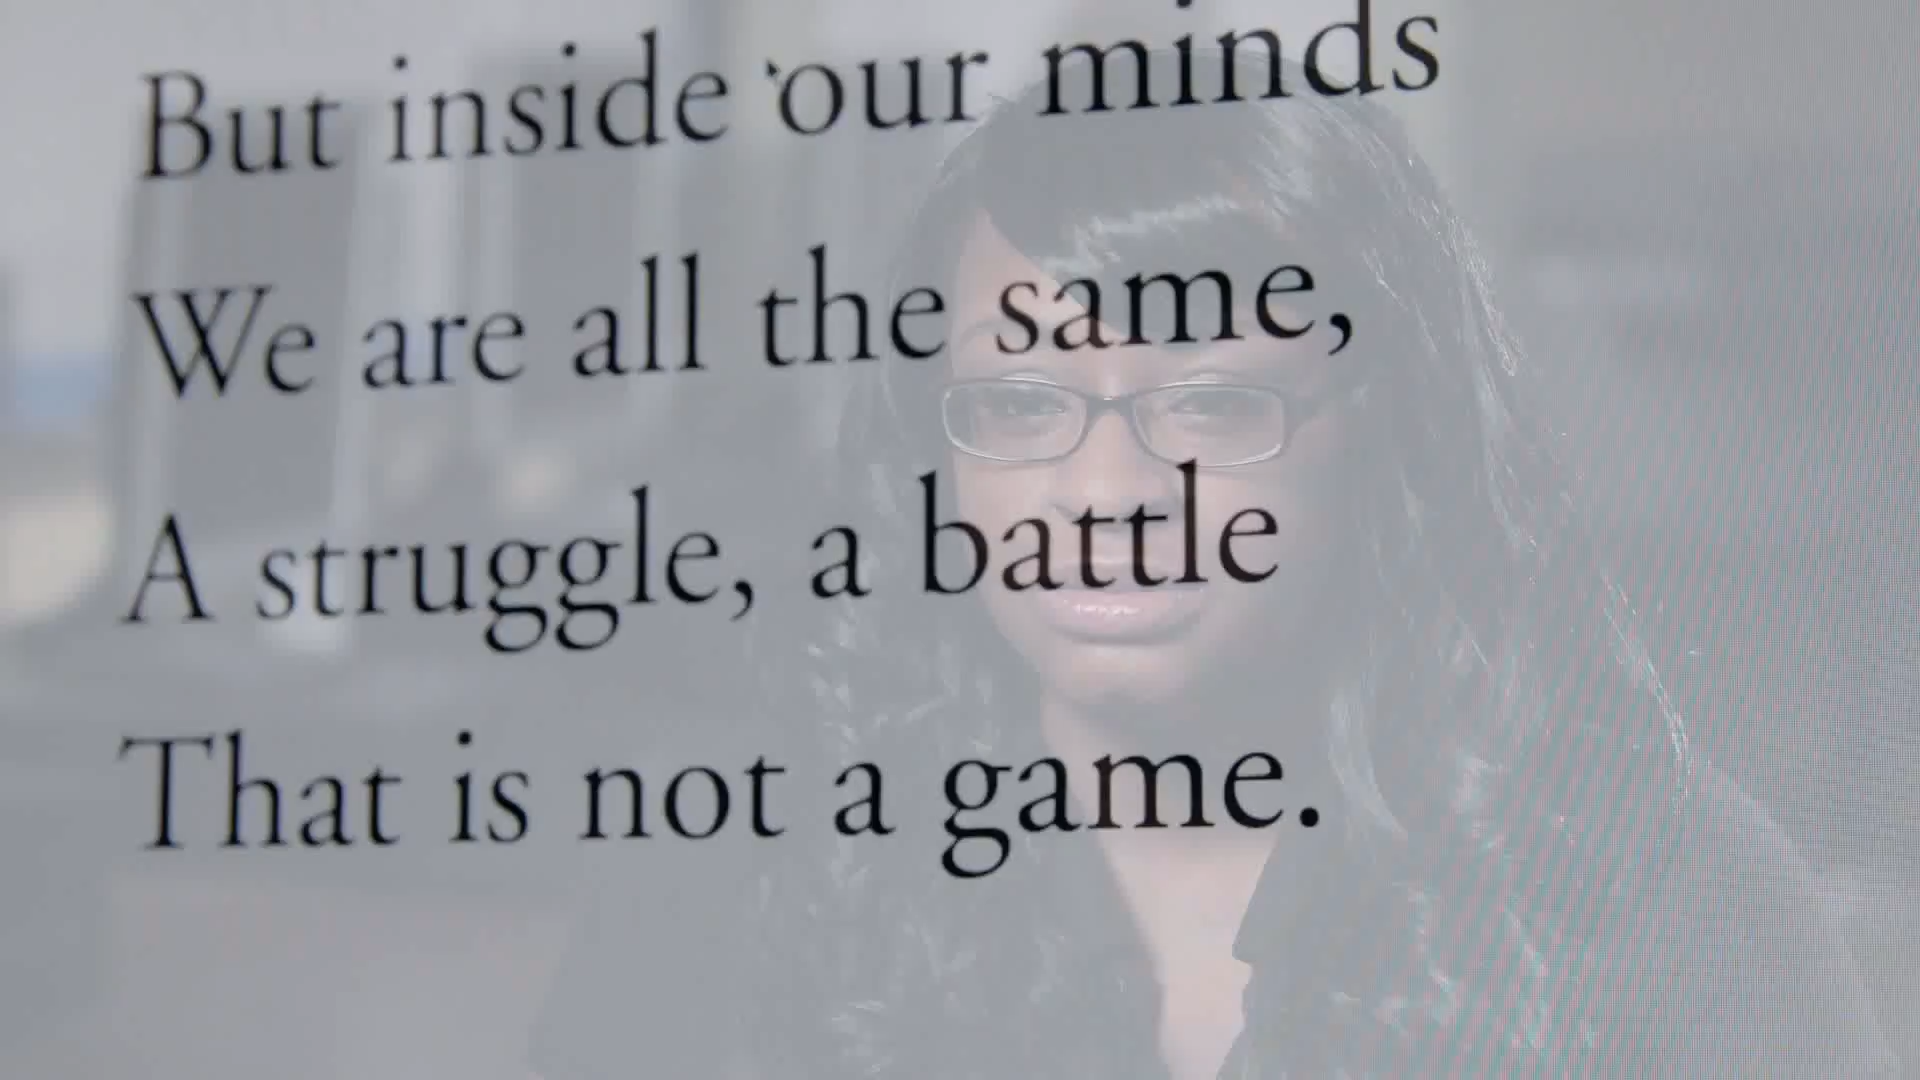 But inside our minds
We are all the same,
A struggle, a battle
That is not a game.